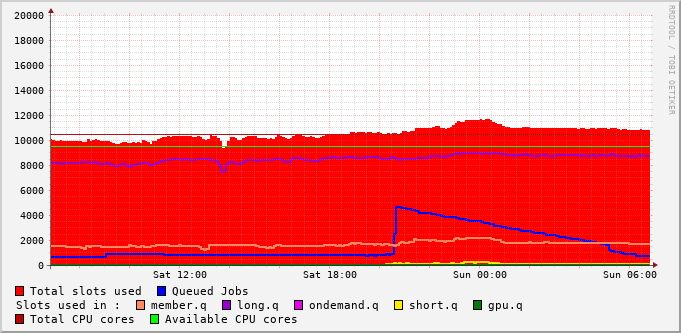 20000
18000
16000
14000
12000
10000
8000
6000
4000
2000
0
Sat 12:00 Sat 18:00 Sun 00:00 Sun 06:00
Total slots used Queued Jobs
Slots used in : member.q long.q ondemand.q short.q gpu.q
Total CPU cores Available CPU cores
RRDTOOL / TOBI OETIKER